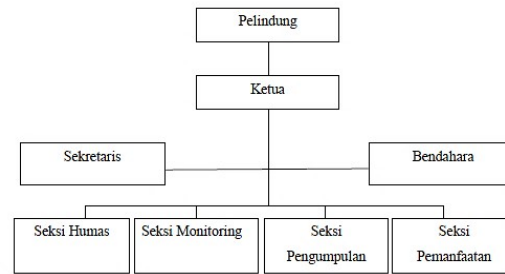 Pelindung
Ketua
Sekretaris
Bendahara
Seksi Humas
Seksi Monitoring
Seksi
Pengumpulan
Seksi
Pemanfaatan